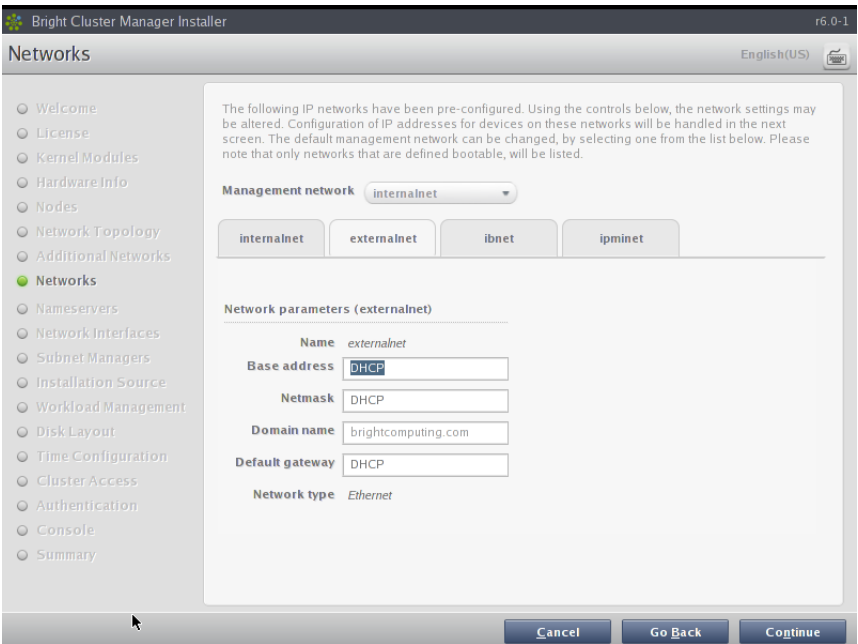 Bright Cluster Manager Installer
r6.0-1
Networks
English(US)
Welcome
License
Kernel Modules
Hardware Info
Nodes
Network Topology
Additional Networks
Networks
Nameservers
Network Interfaces
Subnet Managers
Installation Source
Workload Management
Disk Layout
Time Configuration
Cluster Access
Authentication
Console
Summary
The following IP networks have been pre-configured. Using the controls below, the network settings may
be altered. Configuration of IP addresses for devices on these networks will be handled in the next
screen. The default management network can be changed, by selecting one from the list below. Please
note that only networks that are defined bootable, will be listed.
Management network internalnet
internalnet externalnet ibnet ipminet
Network parameters (externalnet)
Name externalnet
Base address DHCP
Netmask DHCP
Domain name brightcomputing.com
Default gateway DHCP
Network type Ethernet
Cancel Go Back Continue